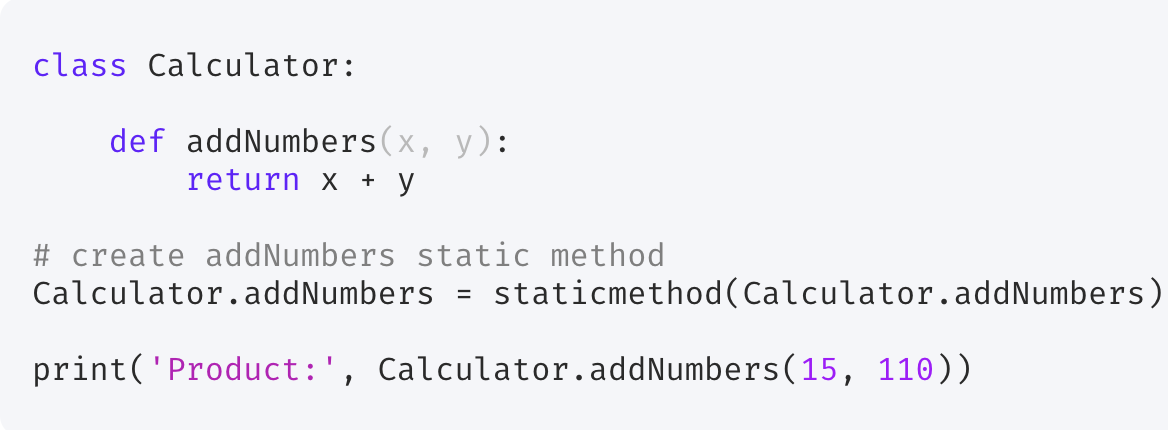 class Calculator:
    def addNumbers(x, y):
        return x + y
# create addNumbers static method
Calculator.addNumbers = staticmethod(Calculator.addNumbers)
print('Product:', Calculator.addNumbers(15, 110))